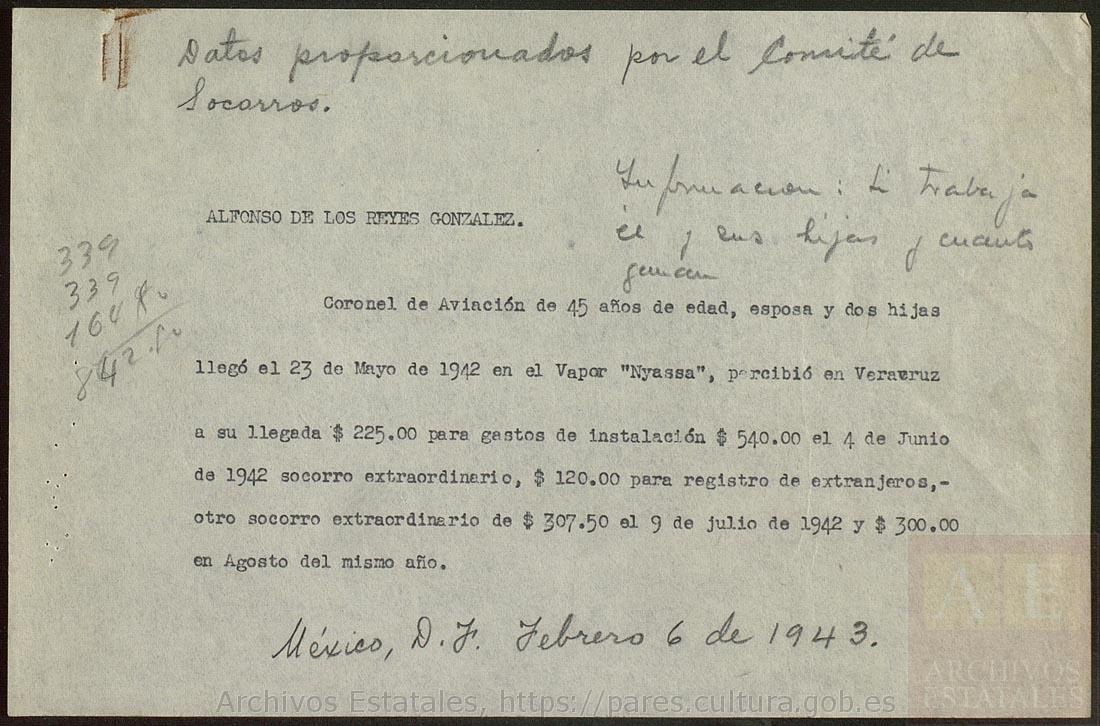 Datos proporcionados por el Comité de
Socorros.
Informacion: Si trabaja
él y sus hijas y cuanto
ganan
ALFONSO DE LOS REYES GONZALEZ.
339
339
164
842.50
Coronel de Aviación de 45 años de edad, esposa y dos hijas
llegó el 23 de Mayo de 1942 en el Vapor "Nyassa", percibió en Veracruz
a su llegada $ 225.00 para gastos de instalación $ 540.00 el 4 de Junio
de 1942 socorro extraordinario, $ 120.00 para registro de extranjeros,-
otro socorro extraordinario de $ 307.50 el 9 de julio de 1942 y $ 300.00
en Agosto del mismo año.
México, D. F. Febrero 6 de 1943.
Archivos Estatales, https://pares.cultura.gob.es
AE
ARCHIVOS
ESTATALES